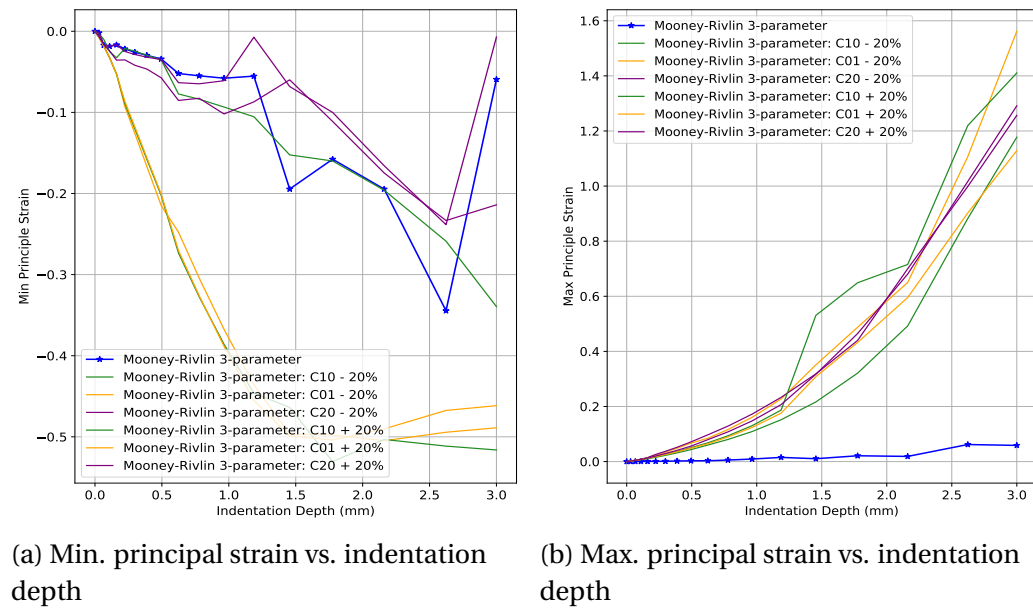 0.0
−0.1
−0.2
−0.3
−0.4
−0.5
Min Principle Strain
Mooney-Rivlin 3-parameter
Mooney-Rivlin 3-parameter: C10 - 20%
Mooney-Rivlin 3-parameter: C01 - 20%
Mooney-Rivlin 3-parameter: C20 - 20%
Mooney-Rivlin 3-parameter: C10 + 20%
Mooney-Rivlin 3-parameter: C01 + 20%
Mooney-Rivlin 3-parameter: C20 + 20%
0.0 0.5 1.0 1.5 2.0 2.5 3.0
Indentation Depth (mm)
(a) Min. principal strain vs. indentation
depth
1.6
1.4
1.2
1.0
0.8
0.6
0.4
0.2
0.0
Max Principle Strain
Mooney-Rivlin 3-parameter
Mooney-Rivlin 3-parameter: C10 - 20%
Mooney-Rivlin 3-parameter: C01 - 20%
Mooney-Rivlin 3-parameter: C20 - 20%
Mooney-Rivlin 3-parameter: C10 + 20%
Mooney-Rivlin 3-parameter: C01 + 20%
Mooney-Rivlin 3-parameter: C20 + 20%
0.0 0.5 1.0 1.5 2.0 2.5 3.0
Indentation Depth (mm)
(b) Max. principal strain vs. indentation
depth